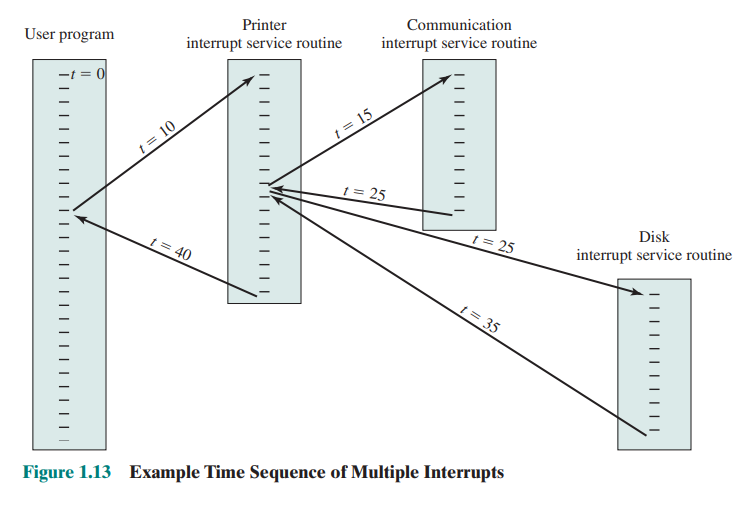 User program
Printer
interrupt service routine
Communication
interrupt service routine
t = 0
t = 10
t = 15
t = 25
t = 40
t = 25
Disk
interrupt service routine
t = 35
Figure 1.13 Example Time Sequence of Multiple Interrupts